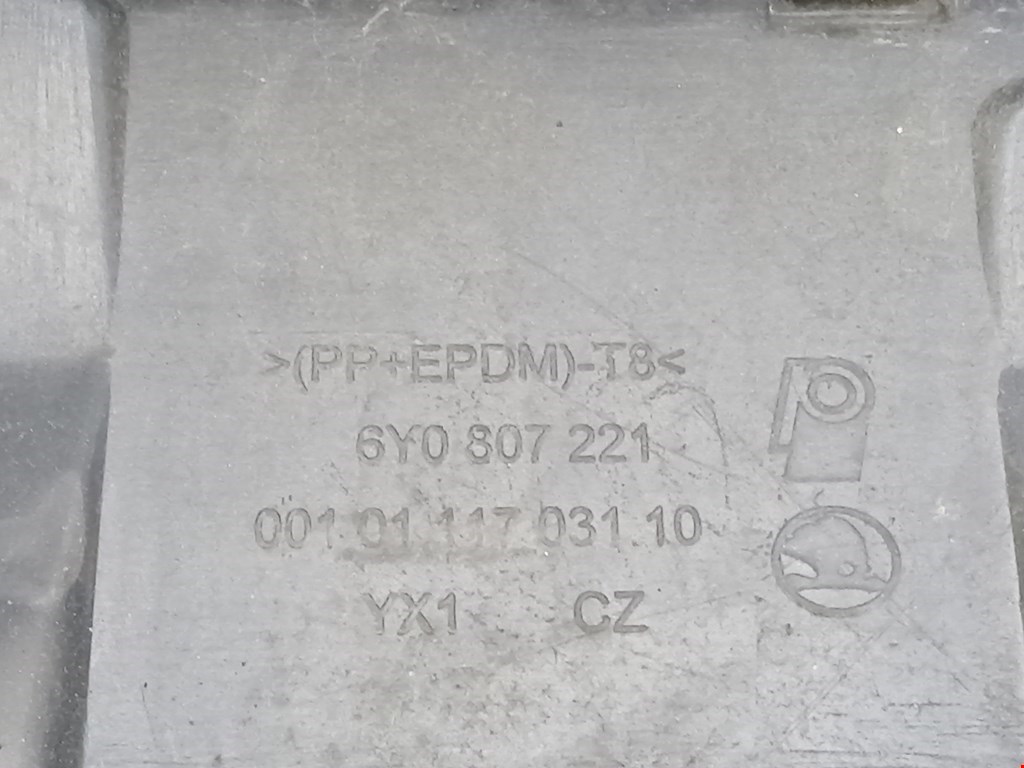 >(PP+EPDM)-T8<
6Y0 807 221
001 01 117 031 10
YX1 CZ